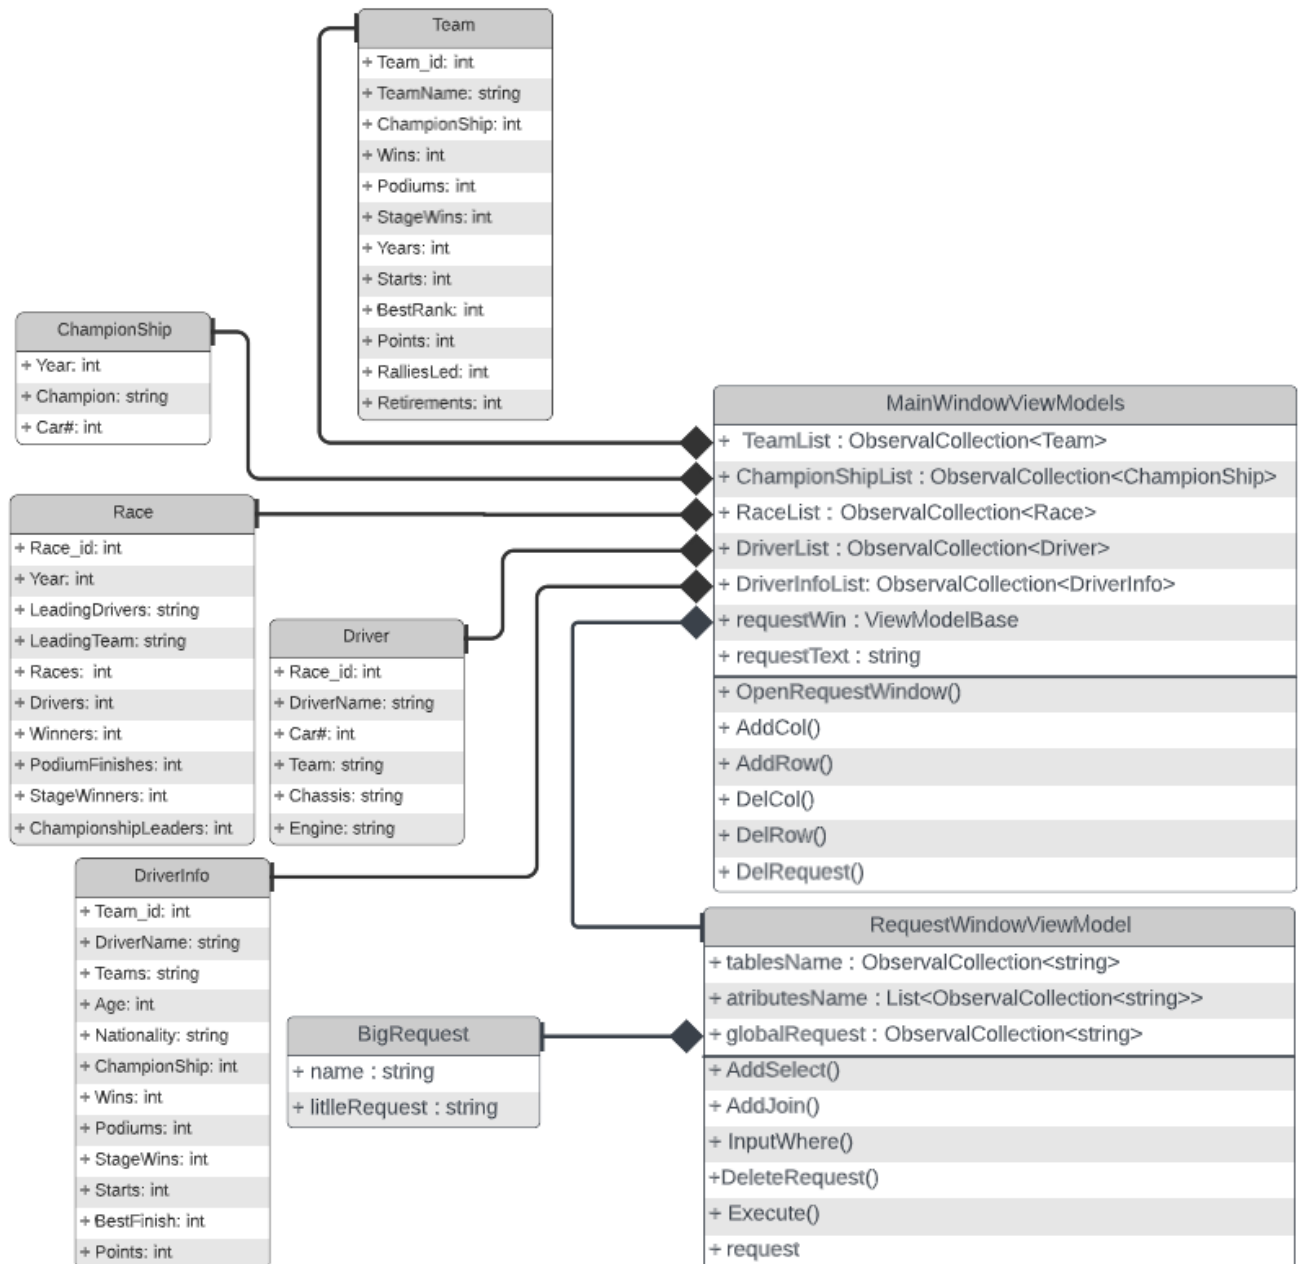 Team
+ Team_id: int
+ TeamName: string
+ ChampionShip: int
+ Wins: int
+ Podiums: int
+ StageWins: int
+ Years: int
+ Starts: int
+ BestRank: int
+ Points: int
+ RalliesLed: int
+ Retirements: int
ChampionShip
+ Year: int
+ Champion: string
+ Car#: int
Race
+ Race_id: int
+ Year: int
+ LeadingDrivers: string
+ LeadingTeam: string
+ Races: int
+ Drivers: int
+ Winners: int
+ PodiumFinishes: int
+ StageWinners: int
+ ChampionshipLeaders: int
Driver
+ Race_id: int
+ DriverName: string
+ Car#: int
+ Team: string
+ Chassis: string
+ Engine: string
DriverInfo
+ Team_id: int
+ DriverName: string
+ Teams: string
+ Age: int
+ Nationality: string
+ ChampionShip: int
+ Wins: int
+ Podiums: int
+ StageWins: int
+ Starts: int
+ BestFinish: int
+ Points: int
BigRequest
+ name : string
+ litlleRequest : string
MainWindowViewModels
+ TeamList : ObservalCollection<Team>
+ ChampionShipList : ObservalCollection<ChampionShip>
+ RaceList : ObservalCollection<Race>
+ DriverList : ObservalCollection<Driver>
+ DriverInfoList: ObservalCollection<DriverInfo>
+ requestWin : ViewModelBase
+ requestText : string
+ OpenRequestWindow()
+ AddCol()
+ AddRow()
+ DelCol()
+ DelRow()
+ DelRequest()
RequestWindowViewModel
+ tablesName : ObservalCollection<string>
+ atributesName : List<ObservalCollection<string>>
+ globalRequest : ObservalCollection<string>
+ AddSelect()
+ AddJoin()
+ InputWhere()
+DeleteRequest()
+ Execute()
+ request